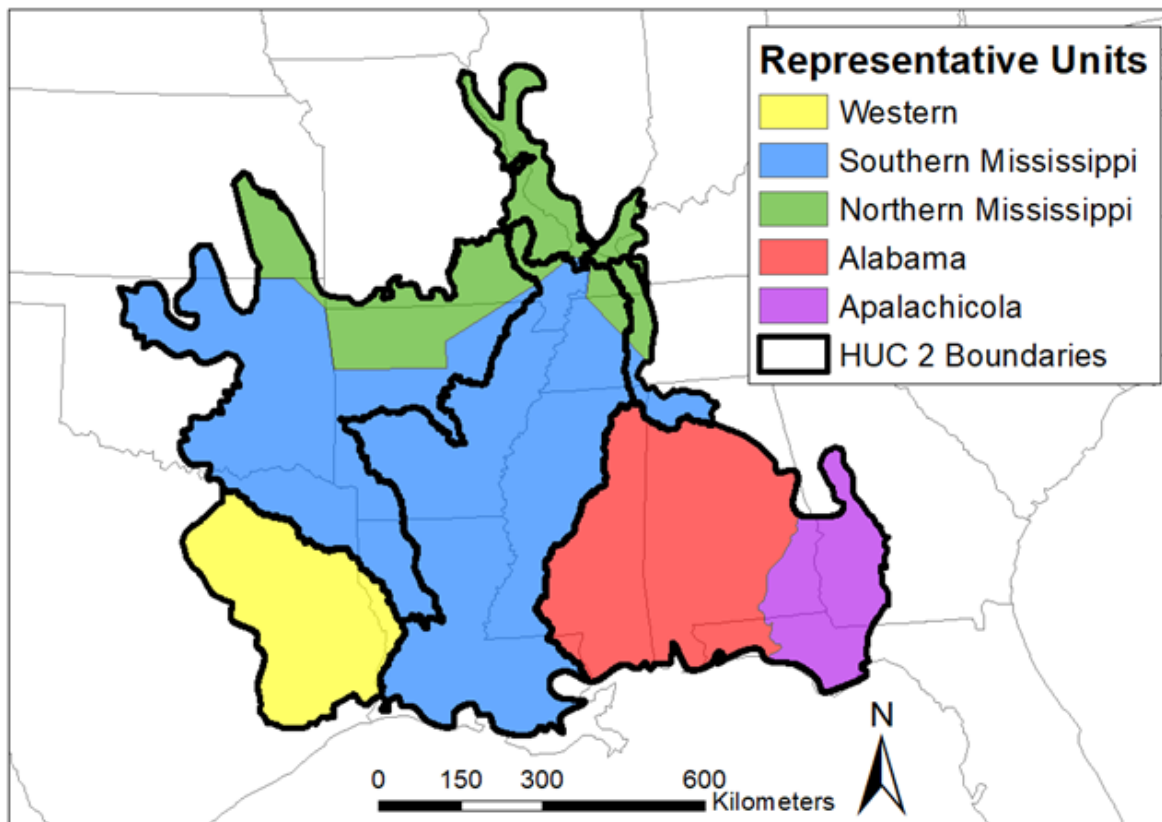 Representative Units
Western
Southern Mississippi
Northern Mississippi
Alabama
Apalachicola
HUC 2 Boundaries
N
0 150 300 600
Kilometers